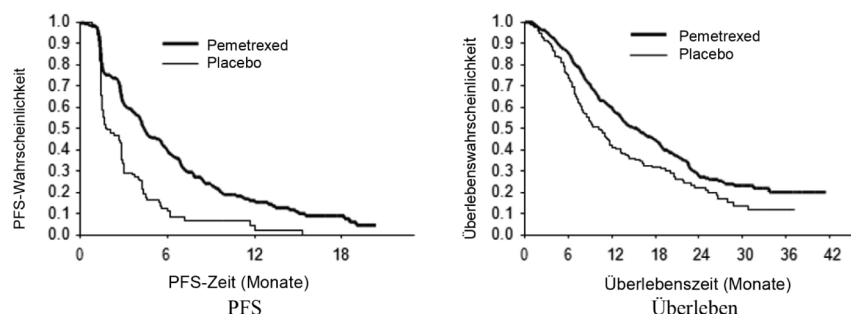 PFS-Wahrscheinlichkeit
1.0
0.9
0.8
0.7
0.6
0.5
0.4
0.3
0.2
0.1
0.0
Pemetrexed
Placebo
0 6 12 18
PFS-Zeit (Monate)
PFS
Überlebenswahrscheinlichkeit
1.0
0.9
0.8
0.7
0.6
0.5
0.4
0.3
0.2
0.1
0.0
Pemetrexed
Placebo
0 6 12 18 24 30 36 42
Überlebenszeit (Monate)
Überleben